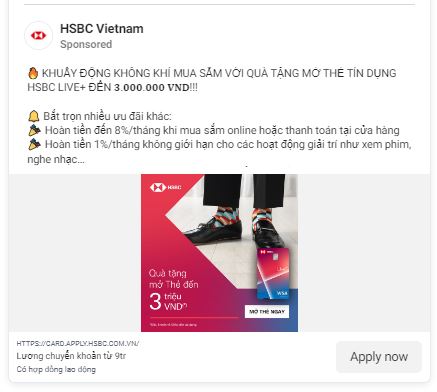 HSBC Vietnam
Sponsored
🔥 KHUẤY ĐỘNG KHÔNG KHÍ MUA SẮM VỚI QUÀ TẶNG MỞ THẺ TÍN DỤNG
HSBC LIVE+ ĐẾN 𝟑.𝟎𝟎𝟎.𝟎𝟎𝟎 𝐕𝐍𝐃!!!
🔔 Bắt trọn nhiều ưu đãi khác:
🎉 Hoàn tiền đến 8%/tháng khi mua sắm online hoặc thanh toán tại cửa hàng
🎉 Hoàn tiền 1%/tháng không giới hạn cho các hoạt động giải trí như xem phim,
nghe nhạc...
HSBC
Quà tặng
mở Thẻ đến
3 triệu
VND(*)
Live+
VISA
MỞ THẺ NGAY
HTTPS://CARD.APPLY.HSBC.COM.VN/
Lương chuyển khoản từ 9tr
Có hợp đồng lao động
Apply now